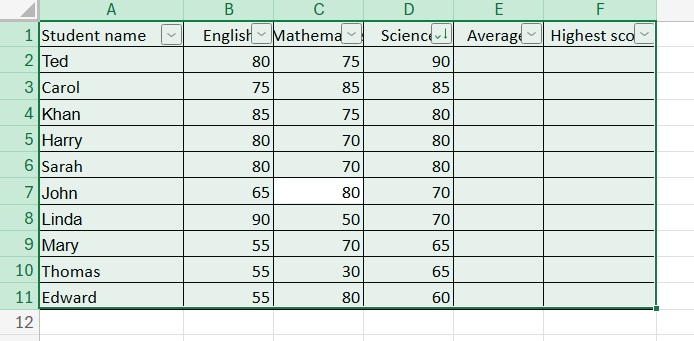 A B C D E F
1 Student name English Mathema Science Average Highest sco
2 Ted 80 75 90
3 Carol 75 85 85
4 Khan 85 75 80
5 Harry 80 70 80
6 Sarah 80 70 80
7 John 65 80 70
8 Linda 90 50 70
9 Mary 55 70 65
10 Thomas 55 30 65
11 Edward 55 80 60
12